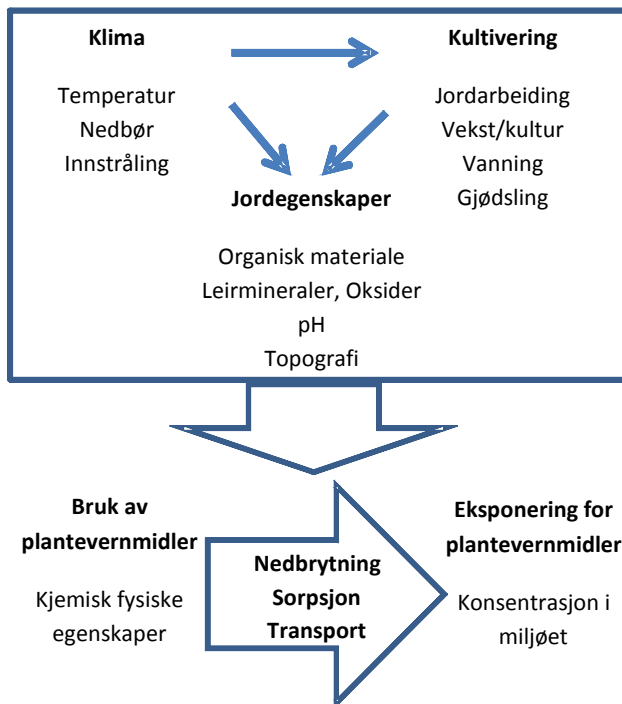 Klima
Temperatur
Nedbør
Innstråling
Kultivering
Jordarbeiding
Vekst/kultur
Vanning
Gjødsling
Jordegenskaper
Organisk materiale
Leirmineraler, Oksider
pH
Topografi
Bruk av
plantevernmidler
Kjemisk fysiske
egenskaper
Nedbrytning
Sorpsjon
Transport
Eksponering for
plantevernmidler
Konsentrasjon i
miljøet